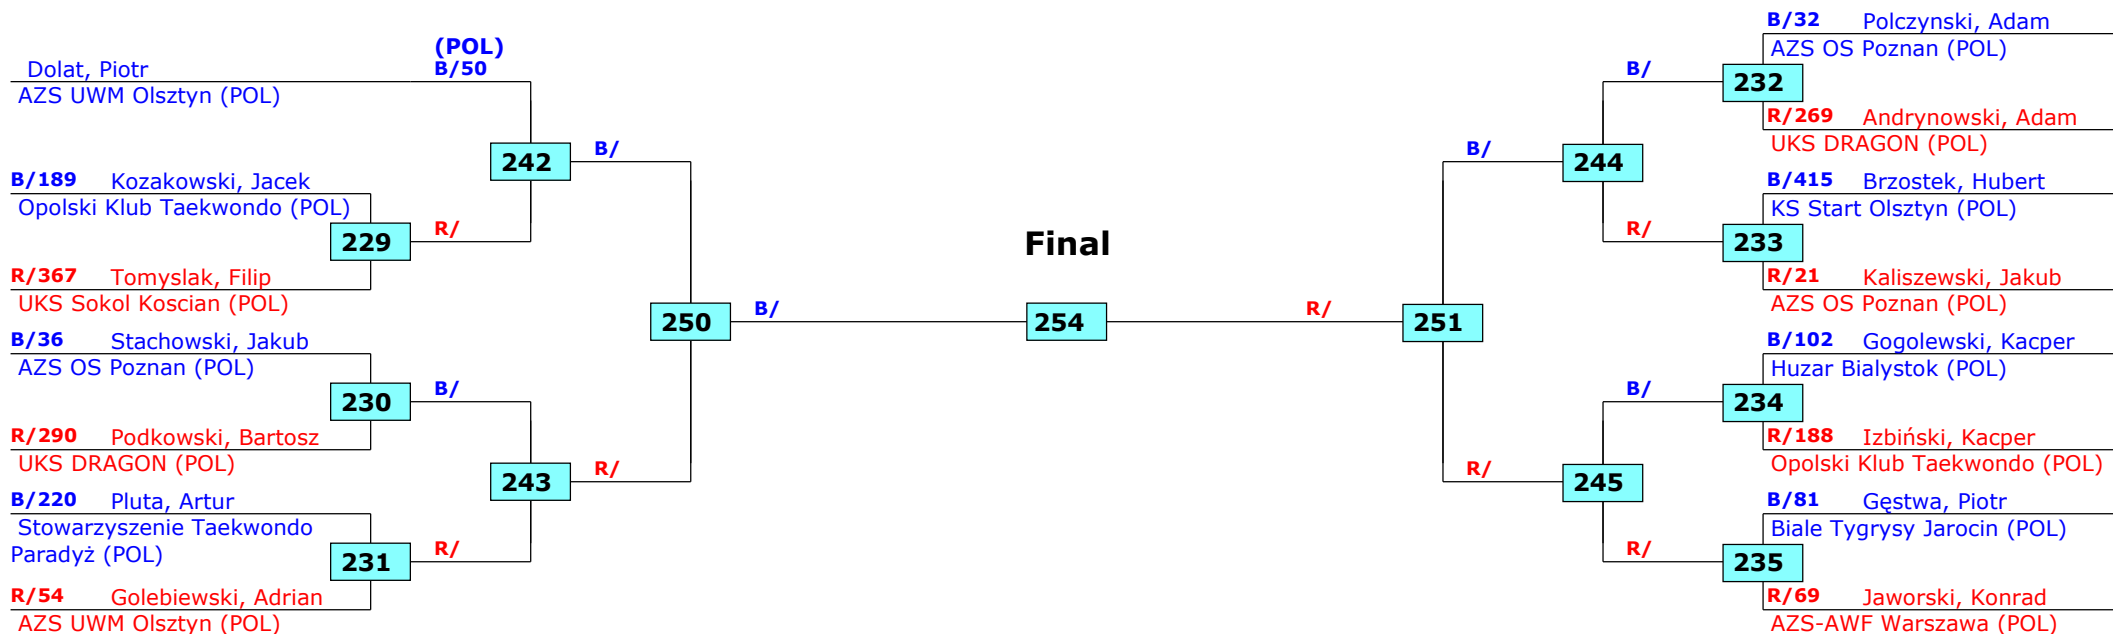 (POL)
Dolat, Piotr B/50
AZS UWM Olsztyn (POL)
242 B/
B/189 Kozakowski, Jacek
Opolski Klub Taekwondo (POL)
229 R/
R/367 Tomyslak, Filip
UKS Sokol Koscian (POL)
250 B/
B/36 Stachowski, Jakub
AZS OS Poznan (POL)
230 B/
R/290 Podkowski, Bartosz
UKS DRAGON (POL)
243 R/
B/220 Pluta, Artur
Stowarzyszenie Taekwondo
Paradyż (POL)
231 R/
R/54 Golebiewski, Adrian
AZS UWM Olsztyn (POL)
Final
254
B/32 Polczynski, Adam
AZS OS Poznan (POL)
B/ 232
R/269 Andrynowski, Adam
UKS DRAGON (POL)
B/ 244
B/415 Brzostek, Hubert
KS Start Olsztyn (POL)
R/ 233
R/21 Kaliszewski, Jakub
AZS OS Poznan (POL)
R/ 251
B/102 Gogolewski, Kacper
Huzar Bialystok (POL)
B/ 234
R/188 Izbiński, Kacper
Opolski Klub Taekwondo (POL)
R/ 245
B/81 Gęstwa, Piotr
Biale Tygrysy Jarocin (POL)
R/ 235
R/69 Jaworski, Konrad
AZS-AWF Warszawa (POL)